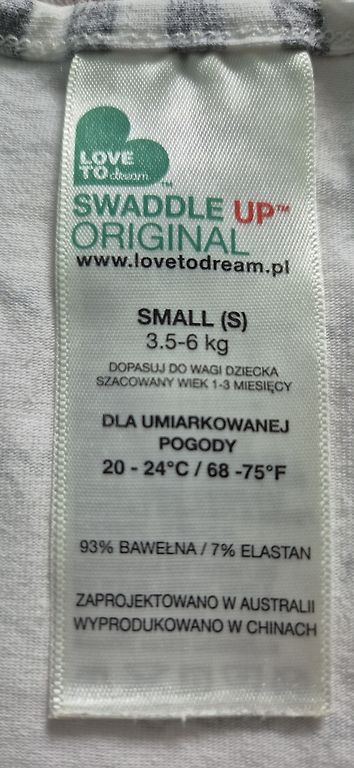 LOVE
TO dream™
SWADDLE UP™
ORIGINAL
www.lovetodream.pl
SMALL (S)
3.5-6 kg
DOPASUJ DO WAGI DZIECKA
SZACOWANY WIEK 1-3 MIESIĘCY
DLA UMIARKOWANEJ
POGODY
20 - 24°C / 68 -75°F
93% BAWEŁNA / 7% ELASTAN
ZAPROJEKTOWANO W AUSTRALII
WYPRODUKOWANO W CHINACH